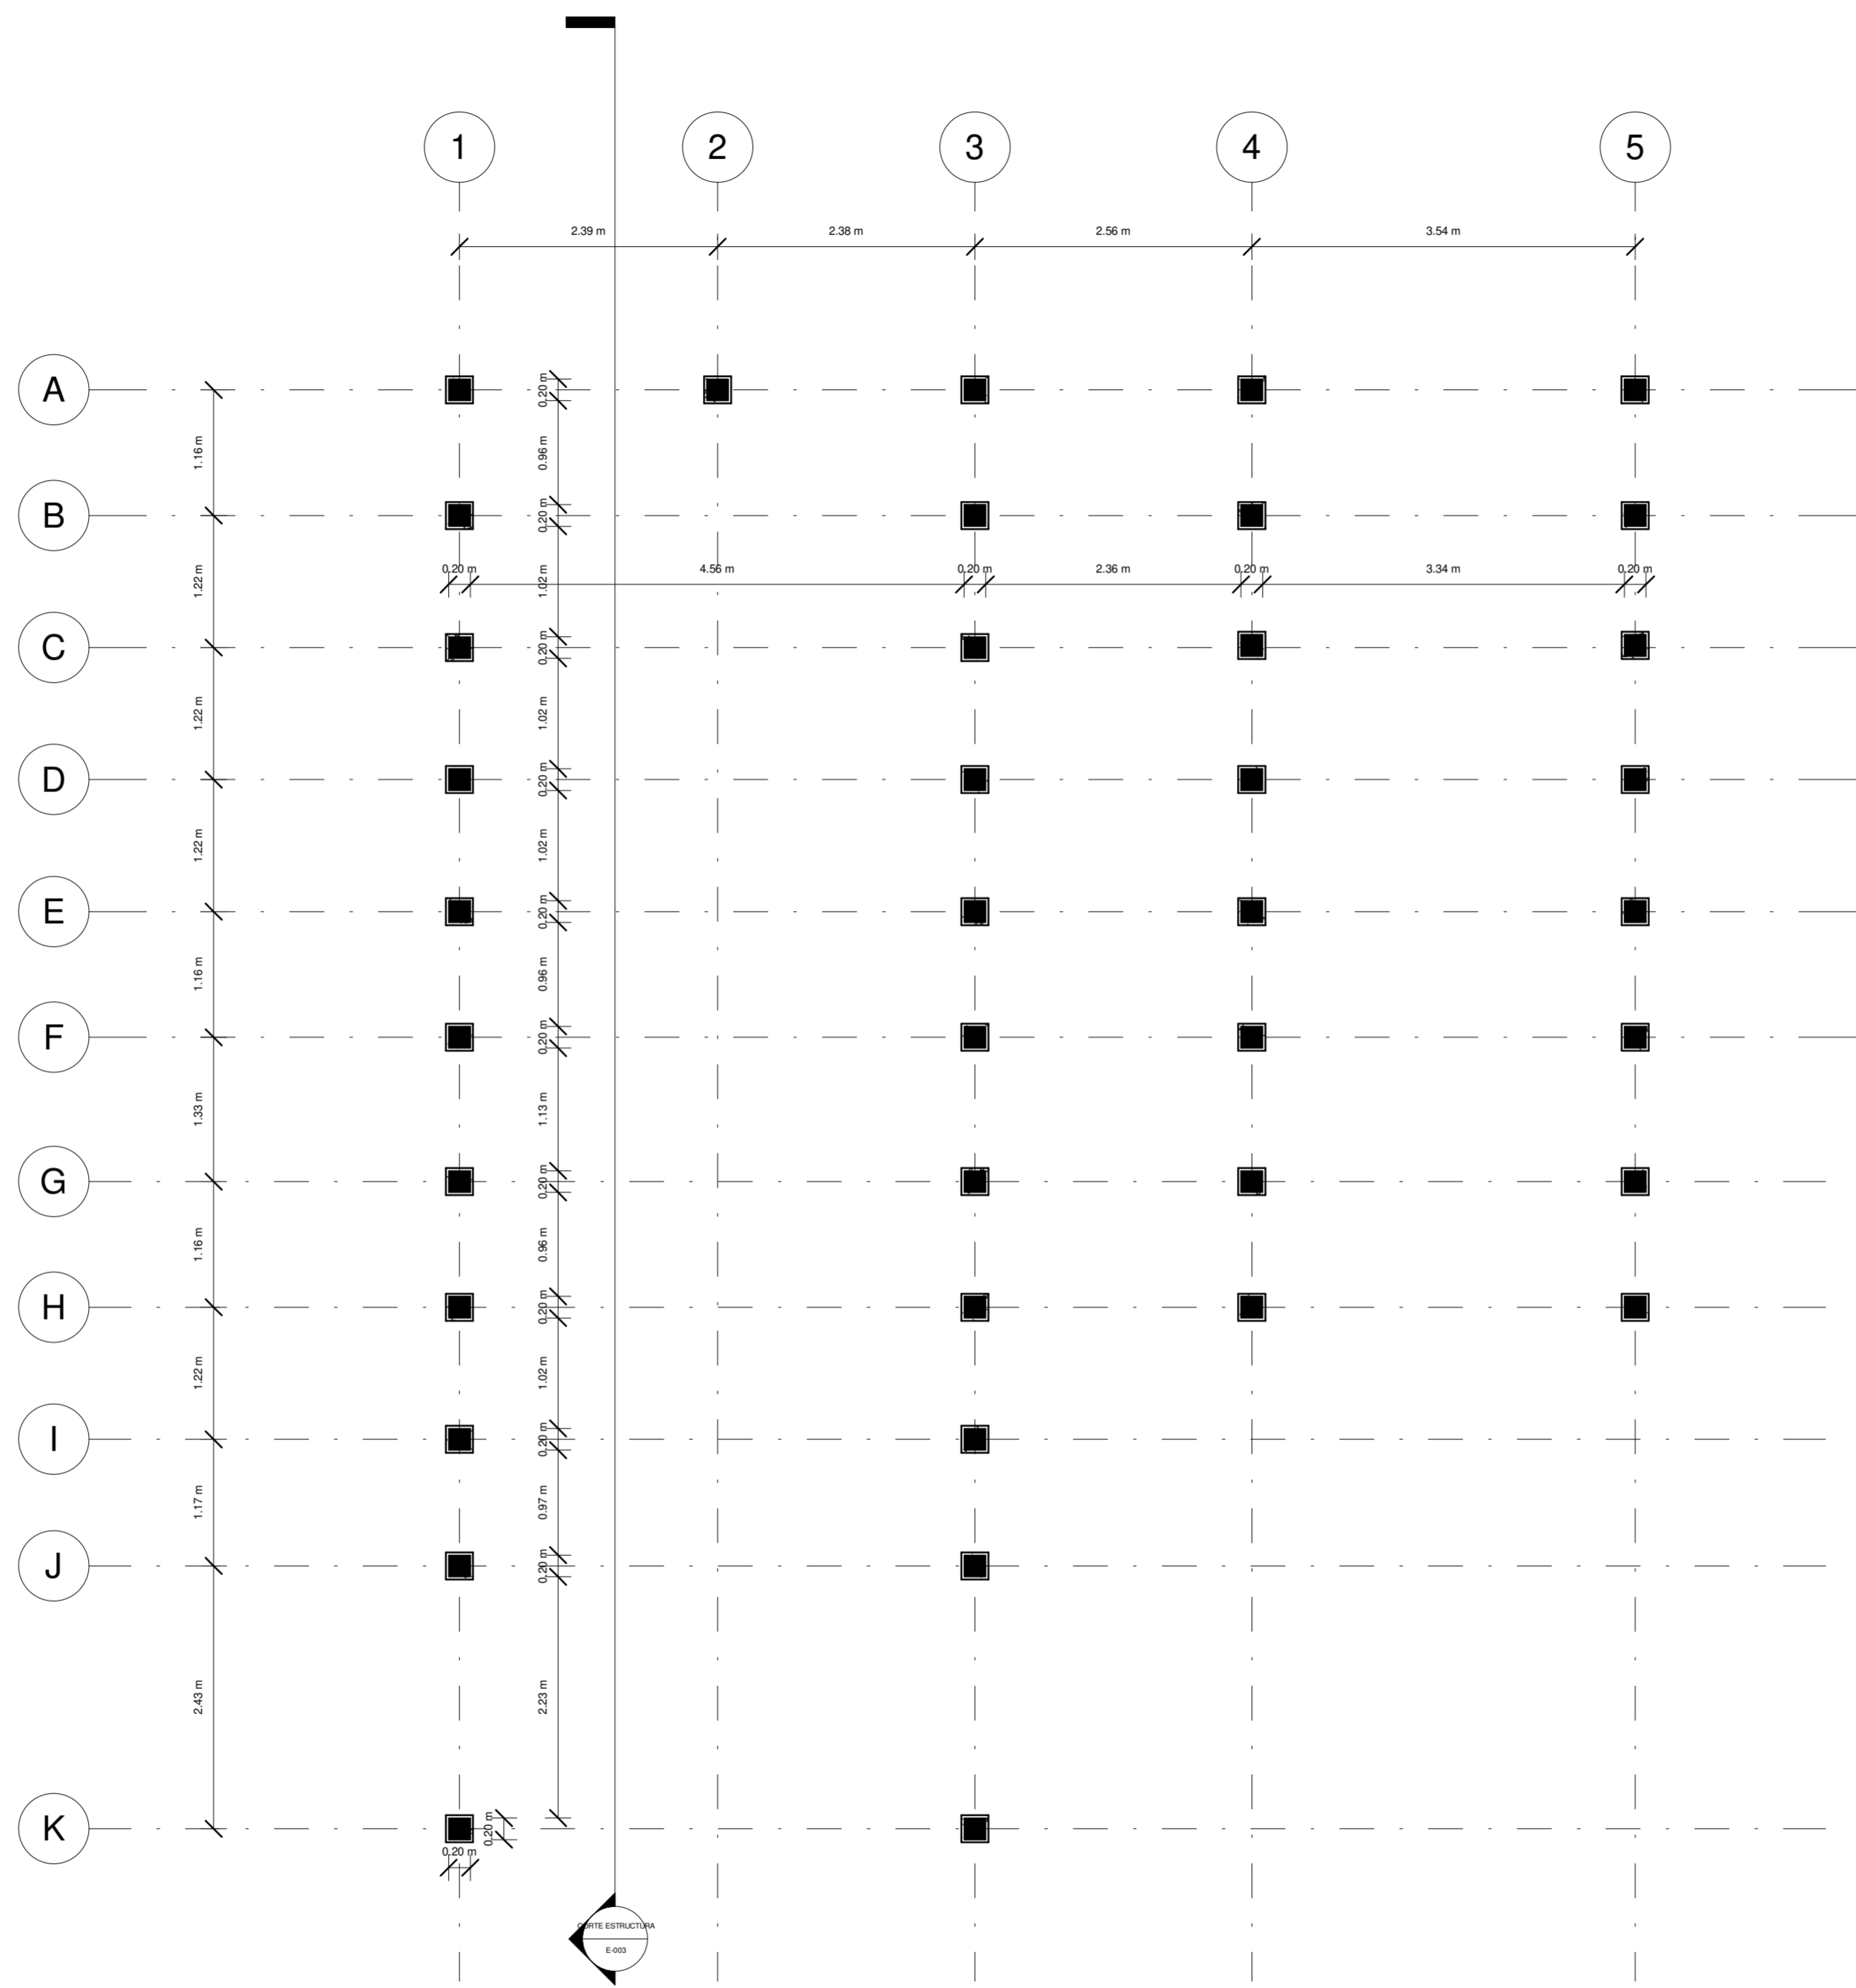 1 2 3 4 5
2.39 m 2.38 m 2.56 m 3.54 m
A 0.20 m
1.16 m 0.96 m
B 0.20 m
0.20 m 4.56 m 0.20 m 2.36 m 0.20 m 3.34 m 0.20 m
1.22 m 1.02 m
C 0.20 m
1.22 m 1.02 m
D 0.20 m
1.22 m 1.02 m
E 0.20 m
1.16 m 0.96 m
F 0.20 m
1.33 m 1.13 m
G 0.20 m
1.16 m 0.96 m
H 0.20 m
1.22 m 1.02 m
I 0.20 m
1.17 m 0.97 m
J 0.20 m
2.43 m 2.23 m
K 0.20 m
0.20 m
CORTE ESTRUCTURA
E-003